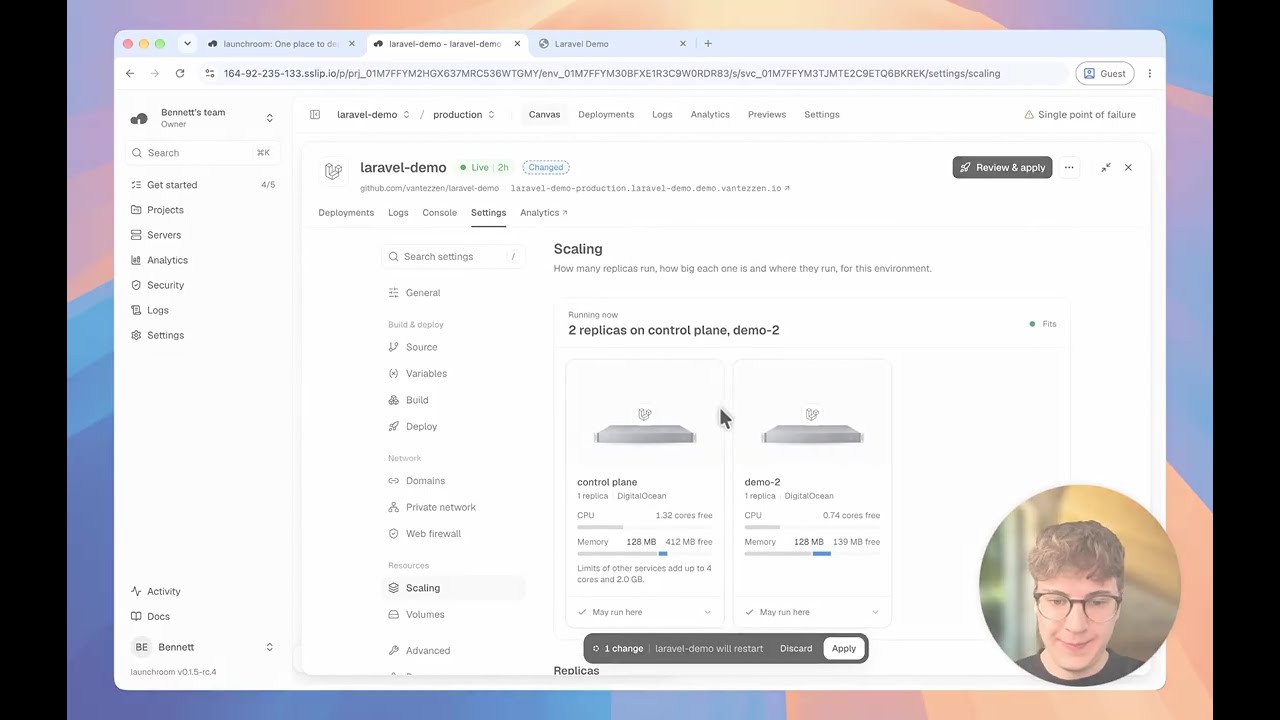 launchroom: One place to de
laravel-demo - laravel-demo
Laravel Demo
164-92-235-133.sslip.io/p/prj_01M7FFYM2HGX637MRC536WTGMY/env_01M7FFYM30BFXE1R3C9W0RDR83/s/svc_01M7FFYM3TJMTE2C9ETQ6BKREK/settings/scaling
Guest
Bennett's team
Owner
laravel-demo / production
Canvas
Deployments
Logs
Analytics
Previews
Settings
Single point of failure
Search ⌘K
Get started 4/5
Projects
Servers
Analytics
Security
Logs
Settings
Activity
Docs
BE Bennett
launchroom v0.1.5-rc.4
laravel-demo
Live 2h
Changed
Review & apply
github.com/vantezzen/laravel-demo
laravel-demo-production.laravel-demo.demo.vantezzen.io
Deployments
Logs
Console
Settings
Analytics
Search settings /
General
Build & deploy
Source
Variables
Build
Deploy
Network
Domains
Private network
Web firewall
Resources
Scaling
Volumes
Advanced
Scaling
How many replicas run, how big each one is and where they run, for this environment.
Running now
2 replicas on control plane, demo-2
Fits
control plane
1 replica DigitalOcean
CPU 1.32 cores free
Memory 128 MB 412 MB free
Limits of other services add up to 4
cores and 2.0 GB.
May run here
demo-2
1 replica DigitalOcean
CPU 0.74 cores free
Memory 128 MB 139 MB free
May run here
1 change laravel-demo will restart Discard Apply
Replicas